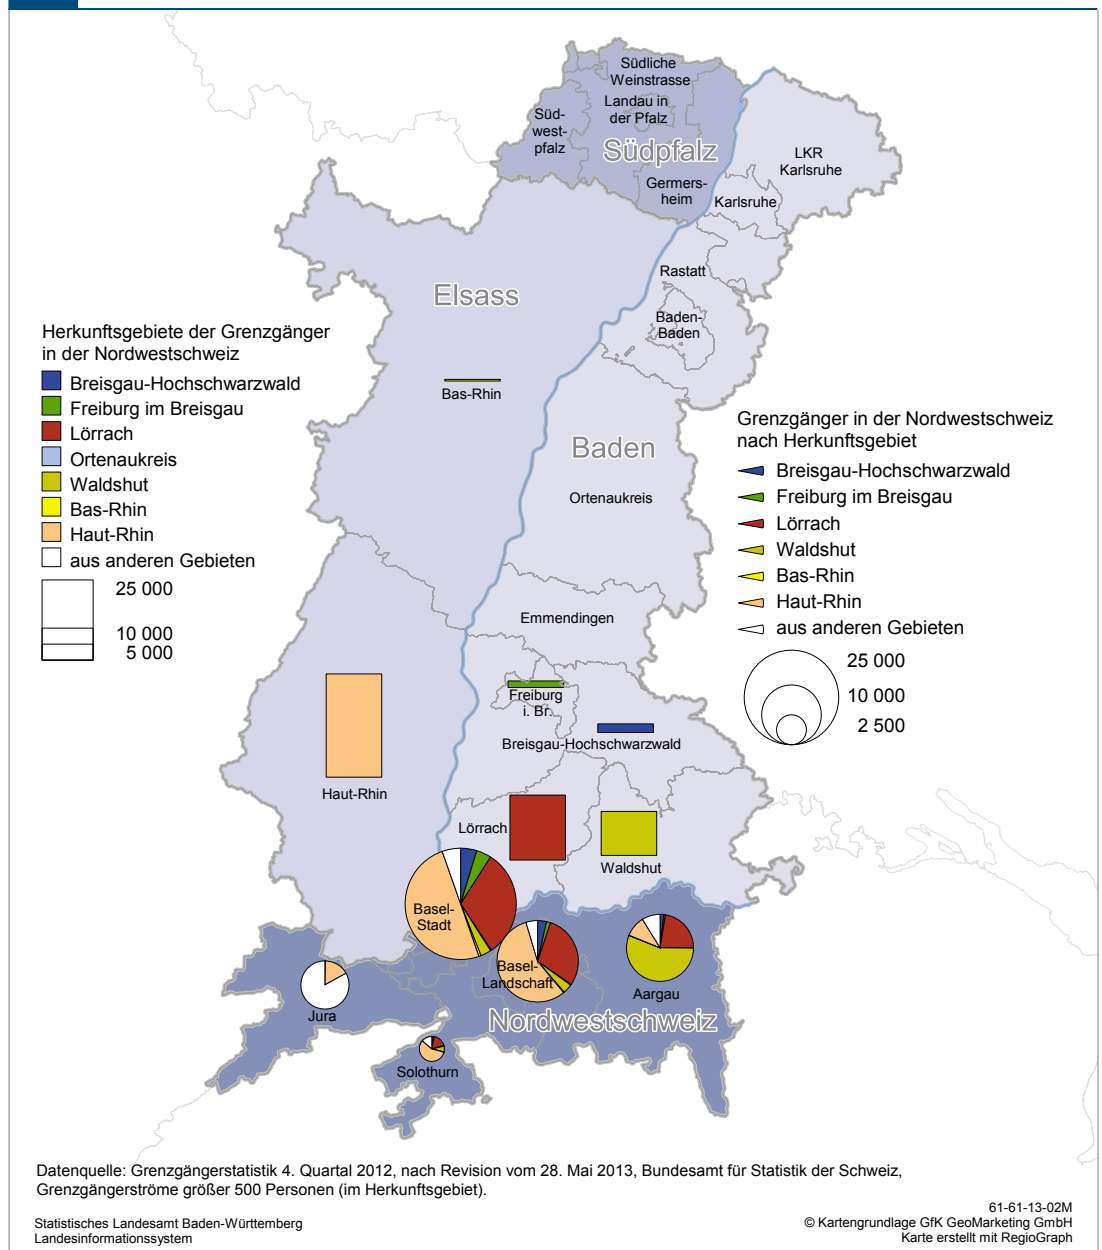 Südliche
Weinstrasse
Landau in
der Pfalz
Süd-
west-
pfalz
Südpfalz
Germers-
heim
LKR
Karlsruhe
Karlsruhe
Rastatt
Baden-
Baden
Elsass
Herkunftsgebiete der Grenzgänger
in der Nordwestschweiz
Breisgau-Hochschwarzwald
Freiburg im Breisgau
Lörrach
Ortenaukreis
Waldshut
Bas-Rhin
Haut-Rhin
aus anderen Gebieten
25 000
10 000
5 000
Bas-Rhin
Baden
Ortenaukreis
Grenzgänger in der Nordwestschweiz
nach Herkunftsgebiet
Breisgau-Hochschwarzwald
Freiburg im Breisgau
Lörrach
Waldshut
Bas-Rhin
Haut-Rhin
aus anderen Gebieten
25 000
10 000
2 500
Emmendingen
Freiburg
i. Br.
Breisgau-Hochschwarzwald
Haut-Rhin
Lörrach
Waldshut
Basel-
Stadt
Basel-
Landschaft
Aargau
Jura
Nordwestschweiz
Solothurn
Datenquelle: Grenzgängerstatistik 4. Quartal 2012, nach Revision vom 28. Mai 2013, Bundesamt für Statistik der Schweiz,
Grenzgängerströme größer 500 Personen (im Herkunftsgebiet).
Statistisches Landesamt Baden-Württemberg
Landesinformationssystem
61-61-13-02M
© Kartengrundlage GfK GeoMarketing GmbH
Karte erstellt mit RegioGraph